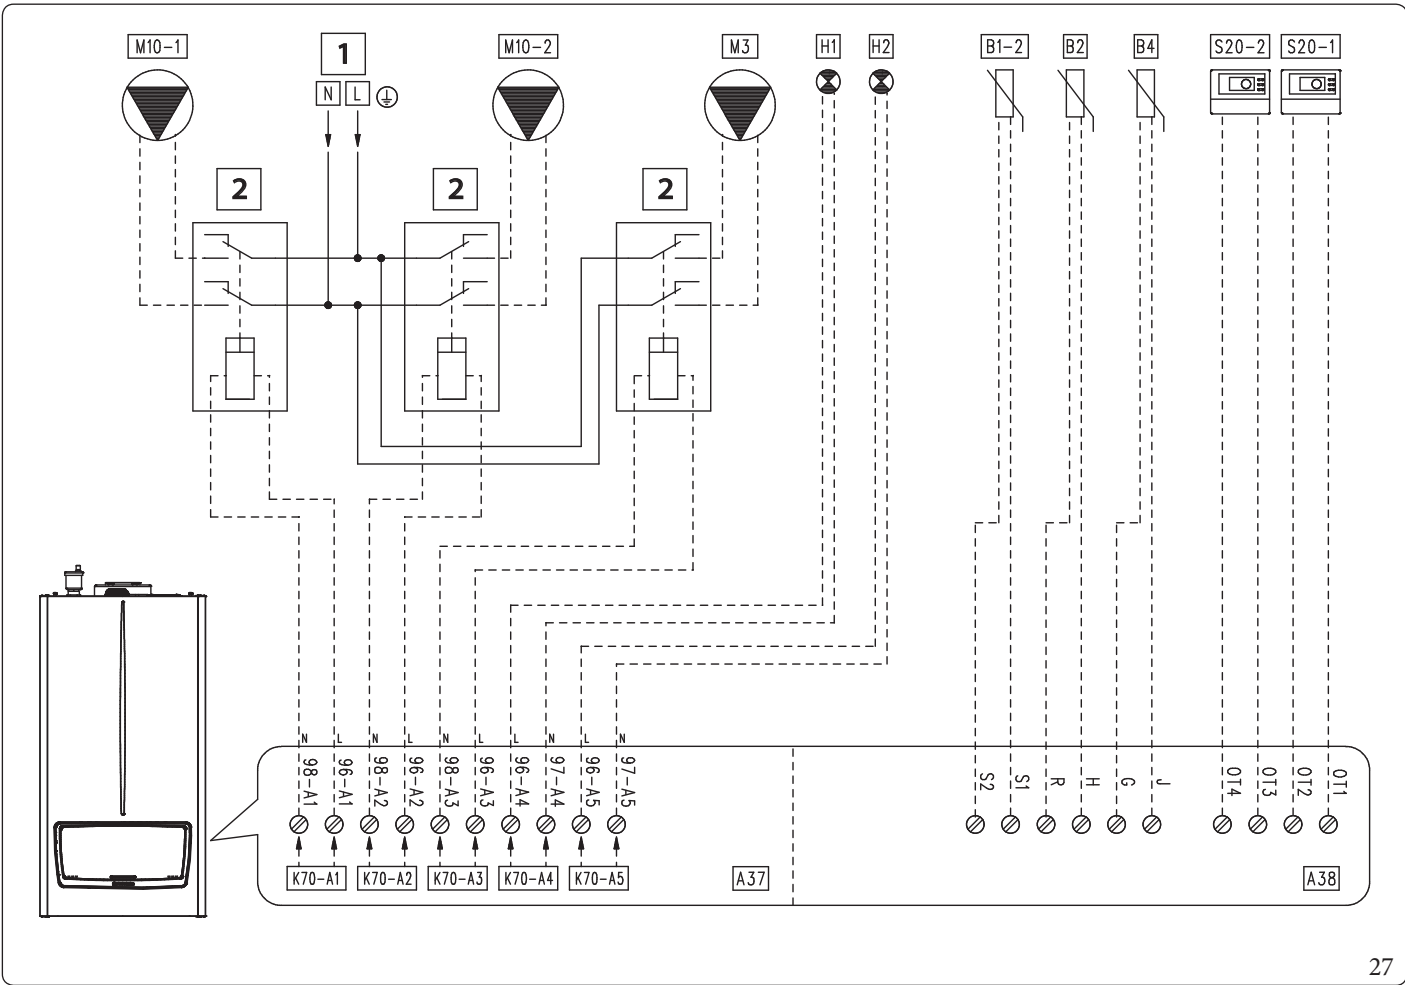 M10-1
1
M10-2
M3
H1
H2
B1-2
B2
B4
S20-2
S20-1
N
L
2
2
2
N
L
N
L
N
L
L
N
L
N
98-A1
96-A1
98-A2
96-A2
98-A3
96-A3
96-A4
97-A4
96-A5
97-A5
S2
S1
R
H
G
J
OT4
OT3
OT2
OT1
K70-A1
K70-A2
K70-A3
K70-A4
K70-A5
A37
A38
27